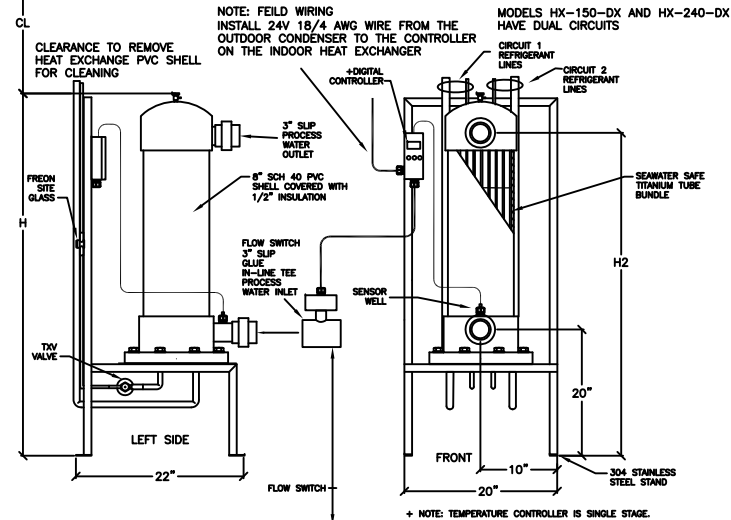 NOTE: FEILD WIRING
INSTALL 24V 18/4 AWG WIRE FROM THE
OUTDOOR CONDENSER TO THE CONTROLLER
ON THE INDOOR HEAT EXCHANGER
MODELS HX-150-DX AND HX-240-DX
HAVE DUAL CIRCUITS
CL
CLEARANCE TO REMOVE
HEAT EXCHANGE PVC SHELL
FOR CLEANING
CIRCUIT 1
REFRIGERANT
LINES
CIRCUIT 2
REFRIGERANT
LINES
+DIGITAL
CONTROLLER
3" SLIP
PROCESS
WATER
OUTLET
FREON
SITE
GLASS
8" SCH 40 PVC
SHELL COVERED WITH
1/2" INSULATION
SEAWATER SAFE
TITANIUM TUBE
BUNDLE
H
FLOW SWITCH
3" SLIP
GLUE
IN-LINE TEE
PROCESS
WATER INLET
SENSOR
WELL
H2
TXV
VALVE
20"
LEFT SIDE
FRONT
22"
10"
20"
FLOW SWITCH
304 STAINLESS
STEEL STAND
+ NOTE: TEMPERATURE CONTROLLER IS SINGLE STAGE.